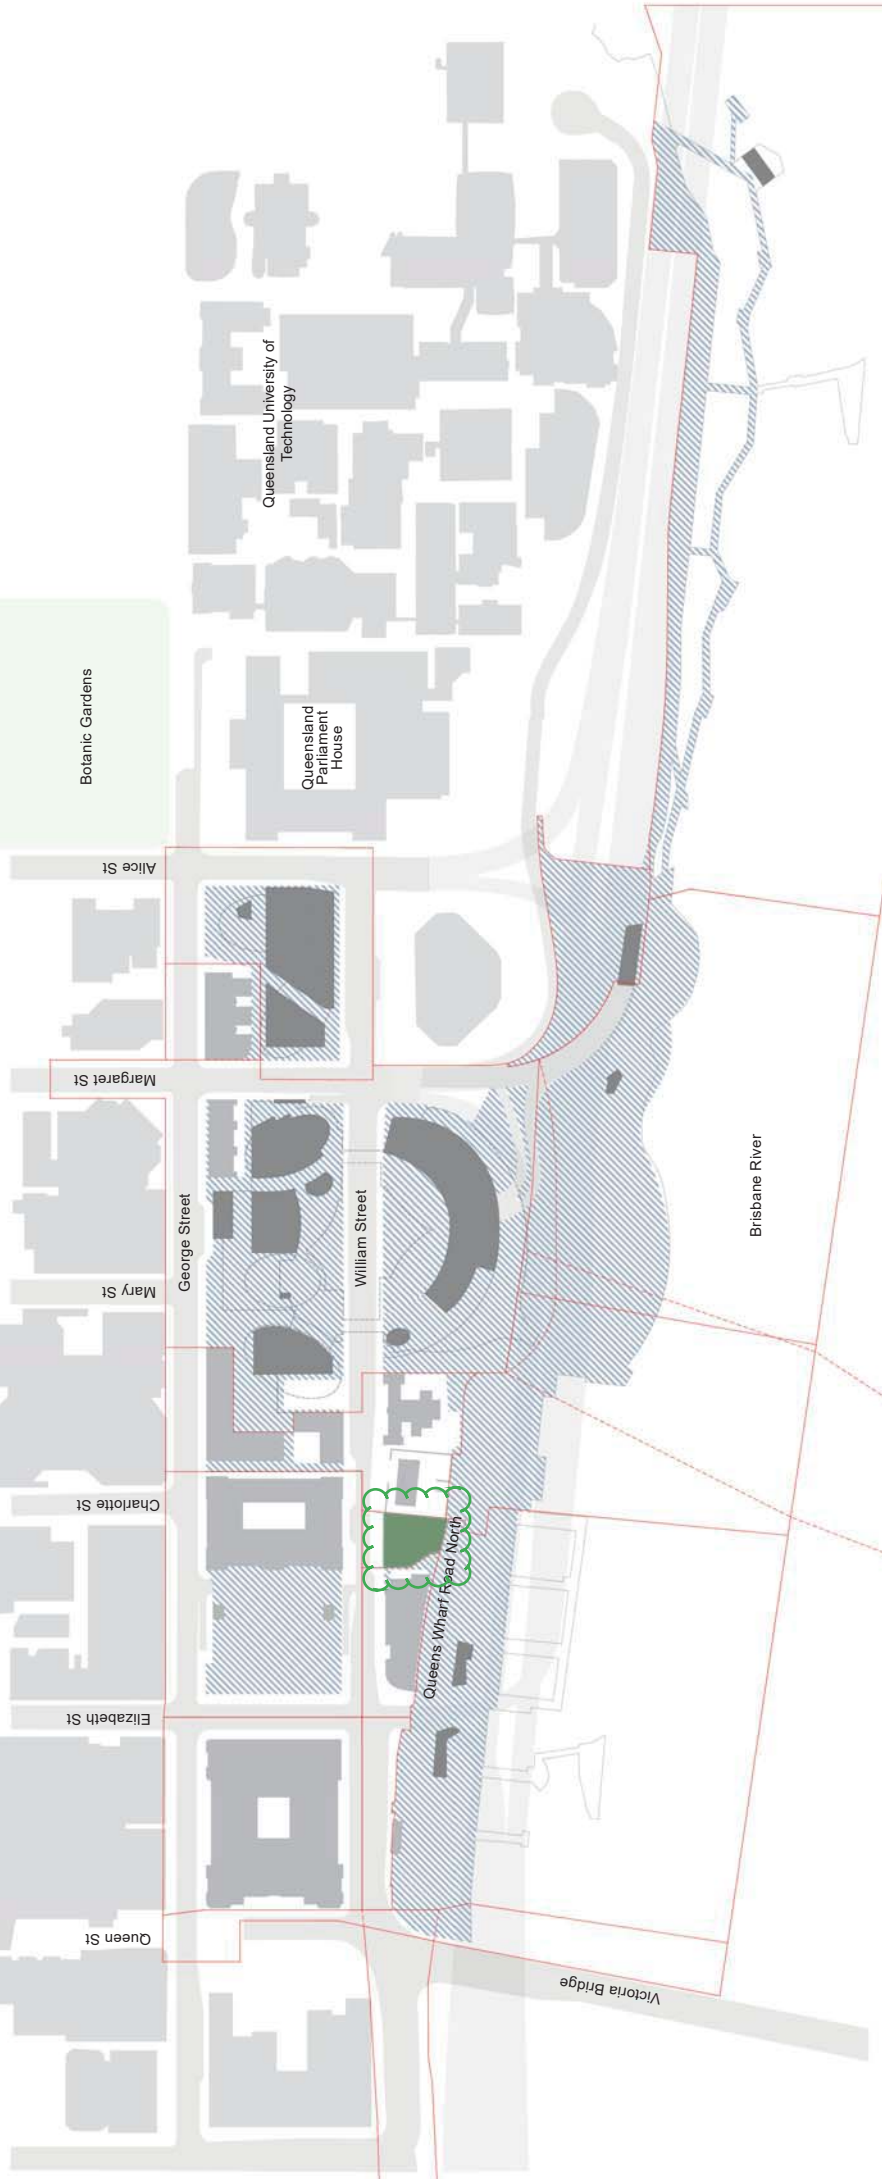 Queensland University of
Technology
Botanic Gardens
Queensland
Parliament
House
Alice St
Margaret St
George Street
William Street
Brisbane River
Mary St
Charlotte St
Queens Wharf Road North
Elizabeth St
Queen St
Victoria Bridge